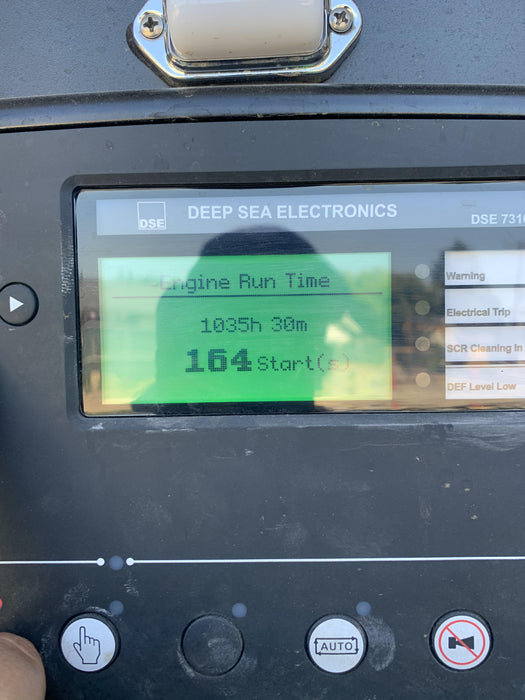 DSE
DEEP SEA ELECTRONICS
DSE 731
Engine Run Time
1035h 30m
164 Start(s)
Warning
Electrical Trip
SCR Cleaning In
DEF Level Low
AUTO